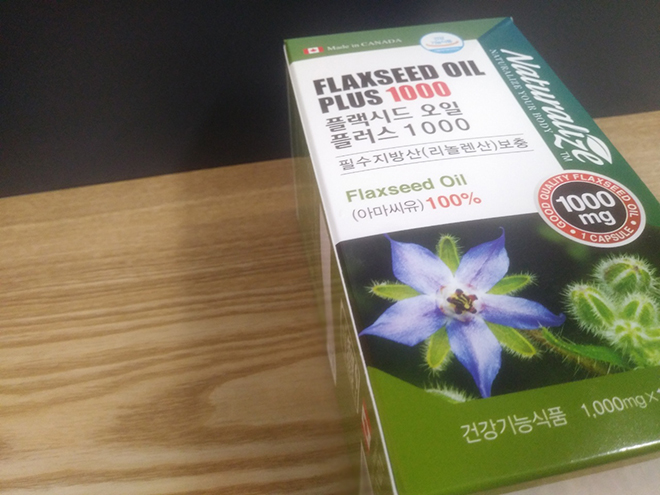 Made in CANADA
FLAXSEED OIL
PLUS 1000
플랙시드 오일
플러스 1000
필수지방산(리놀렌산)보충
Flaxseed Oil
(아마씨유) 100%
Naturalize™
NATURALIZE YOUR BODY
GOOD QUALITY FLAXSEED OIL
1000
mg
1 CAPSULE
건강기능식품 1,000mg x